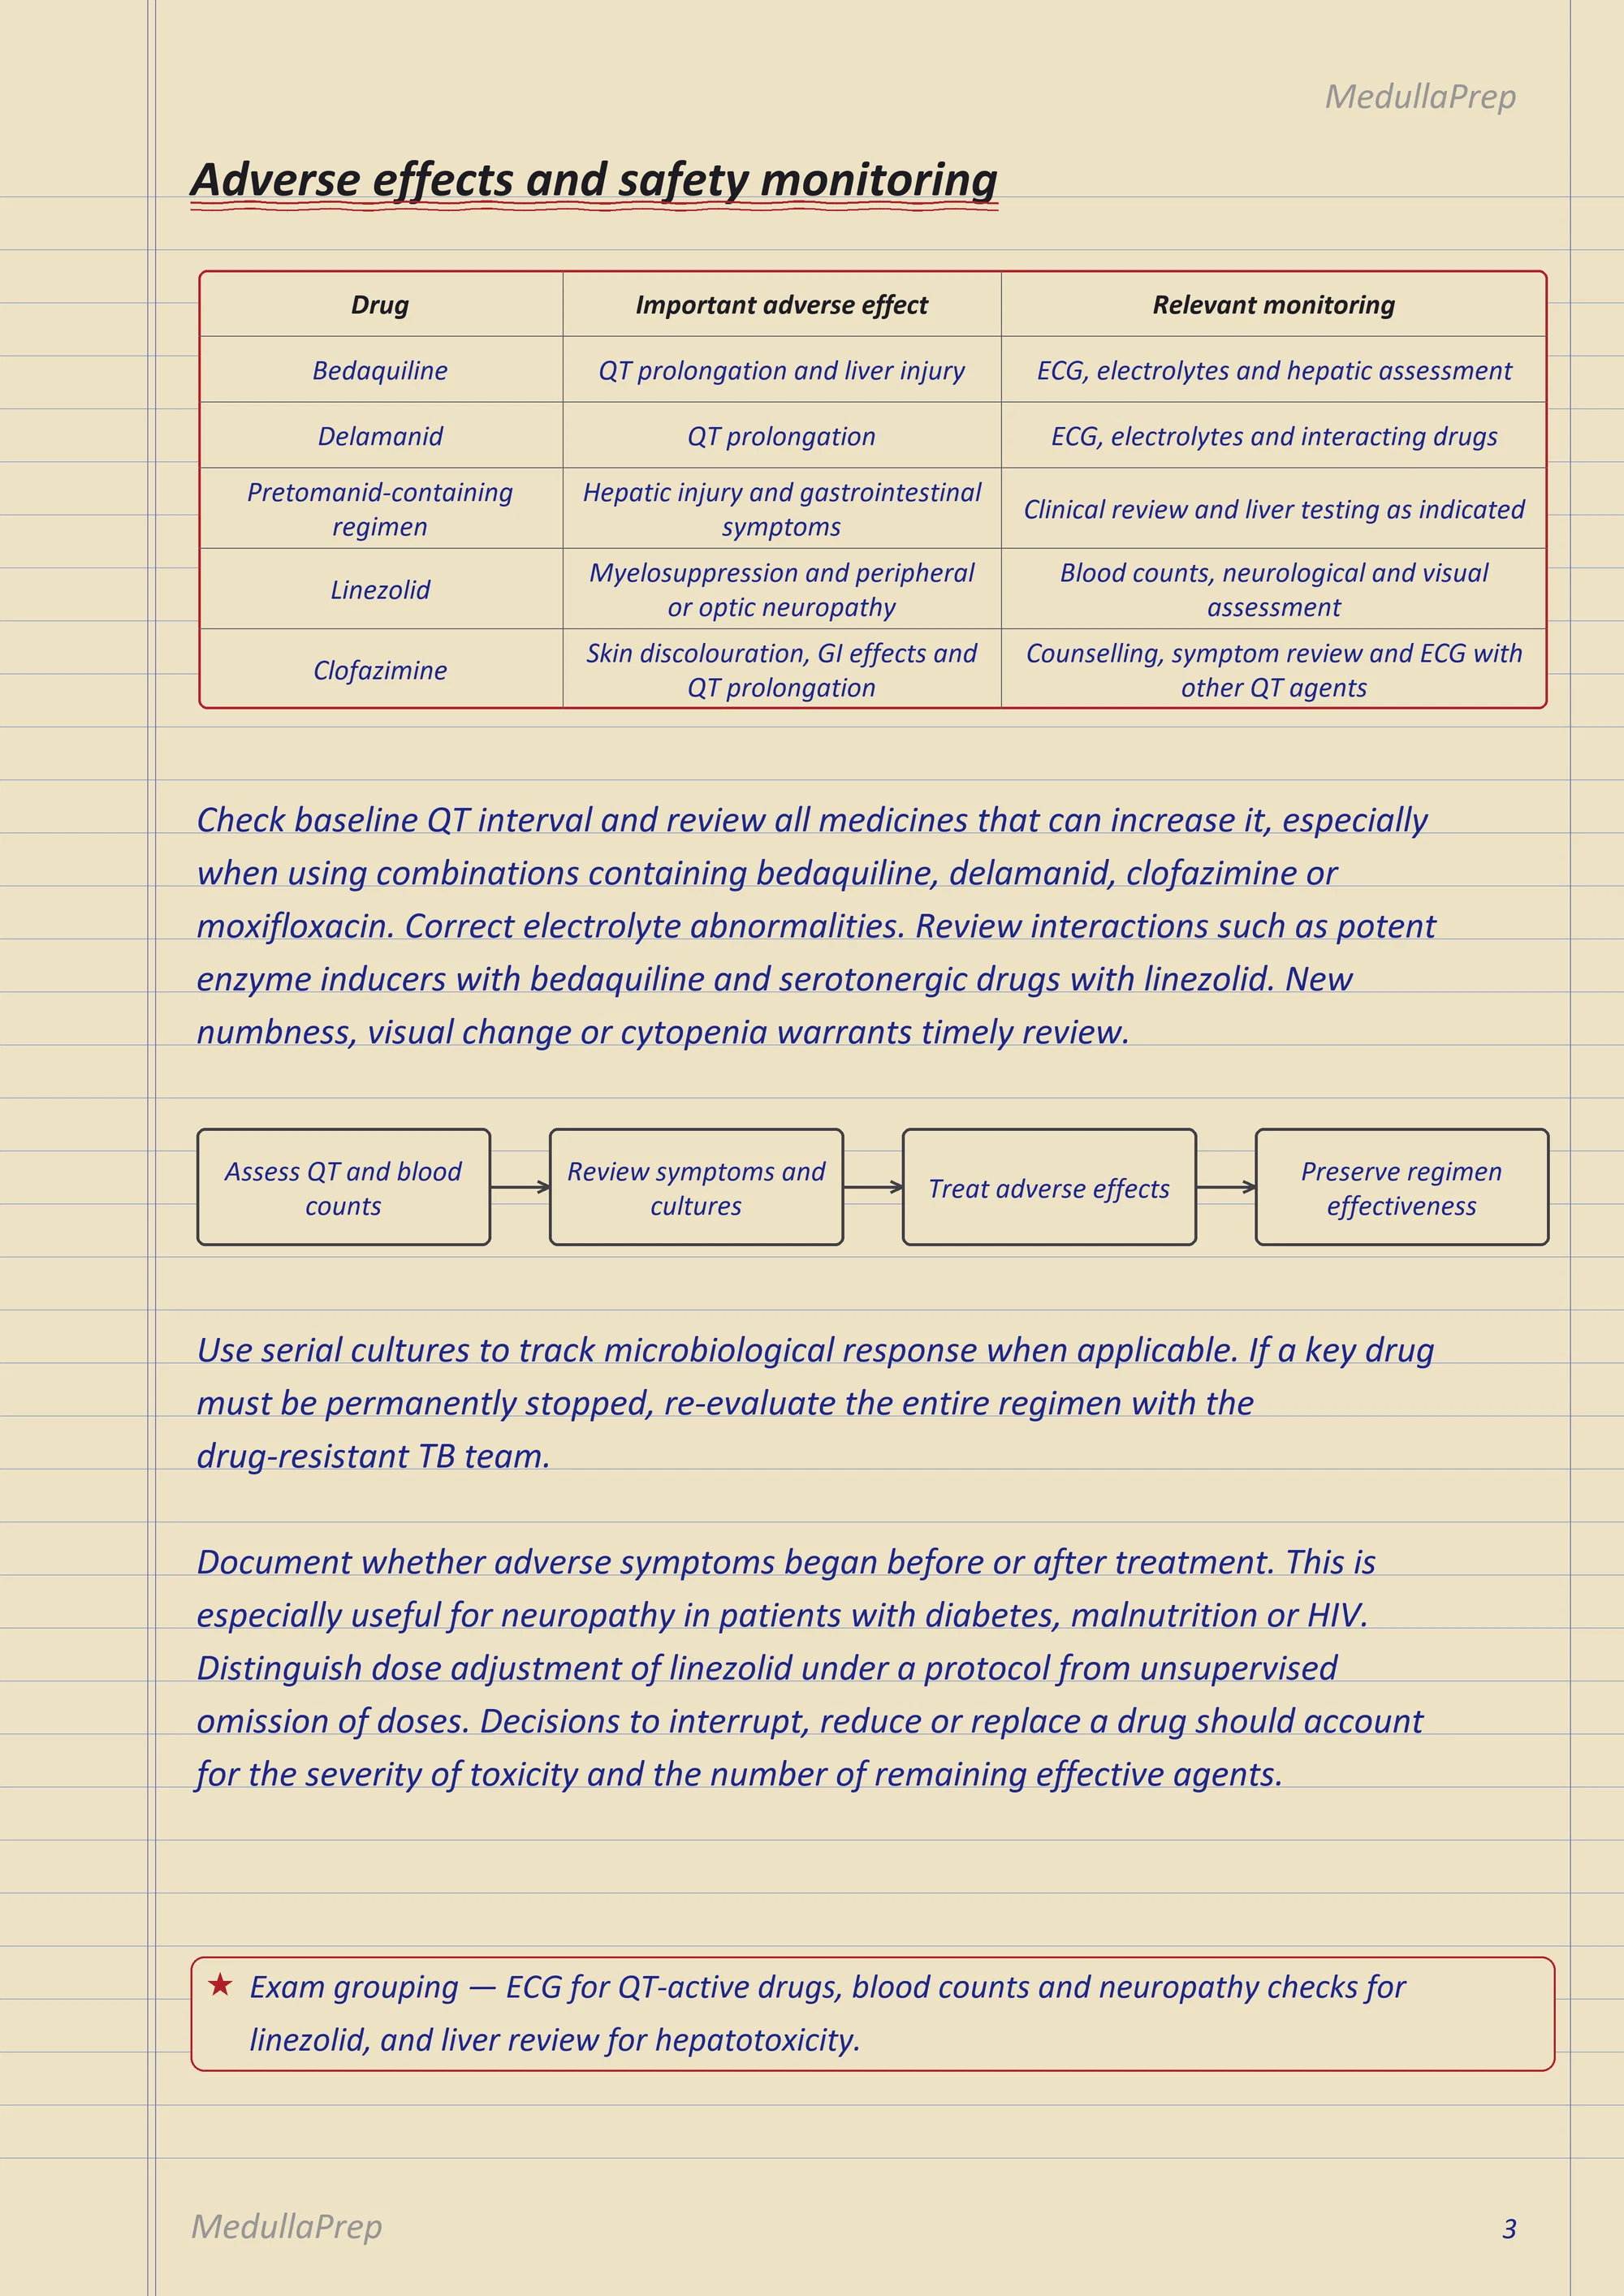 MedullaPrep
Adverse effects and safety monitoring
Drug
Important adverse effect
Relevant monitoring
Bedaquiline
QT prolongation and liver injury
ECG, electrolytes and hepatic assessment
Delamanid
QT prolongation
ECG, electrolytes and interacting drugs
Pretomanid-containing
regimen
Hepatic injury and gastrointestinal
symptoms
Clinical review and liver testing as indicated
Linezolid
Myelosuppression and peripheral
or optic neuropathy
Blood counts, neurological and visual
assessment
Clofazimine
Skin discolouration, GI effects and
QT prolongation
Counselling, symptom review and ECG with
other QT agents
Check baseline QT interval and review all medicines that can increase it, especially
when using combinations containing bedaquiline, delamanid, clofazimine or
moxifloxacin. Correct electrolyte abnormalities. Review interactions such as potent
enzyme inducers with bedaquiline and serotonergic drugs with linezolid. New
numbness, visual change or cytopenia warrants timely review.
Assess QT and blood
counts
Review symptoms and
cultures
Treat adverse effects
Preserve regimen
effectiveness
Use serial cultures to track microbiological response when applicable. If a key drug
must be permanently stopped, re-evaluate the entire regimen with the
drug-resistant TB team.
Document whether adverse symptoms began before or after treatment. This is
especially useful for neuropathy in patients with diabetes, malnutrition or HIV.
Distinguish dose adjustment of linezolid under a protocol from unsupervised
omission of doses. Decisions to interrupt, reduce or replace a drug should account
for the severity of toxicity and the number of remaining effective agents.
★ Exam grouping — ECG for QT-active drugs, blood counts and neuropathy checks for
linezolid, and liver review for hepatotoxicity.
MedullaPrep
3